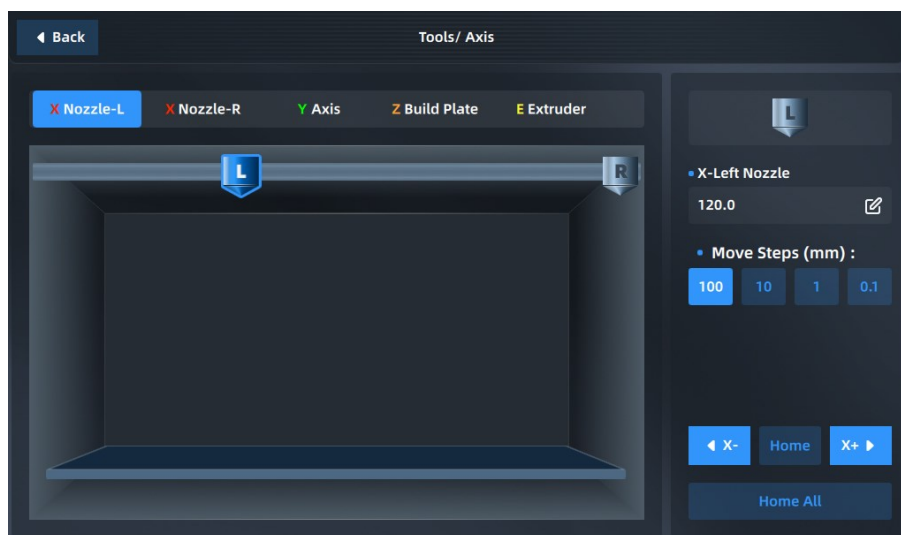 Back
Tools/ Axis
X Nozzle-L X Nozzle-R Y Axis Z Build Plate E Extruder
L
R
L
X-Left Nozzle
120.0
Move Steps (mm) :
100 10 1 0.1
X- Home X+
Home All